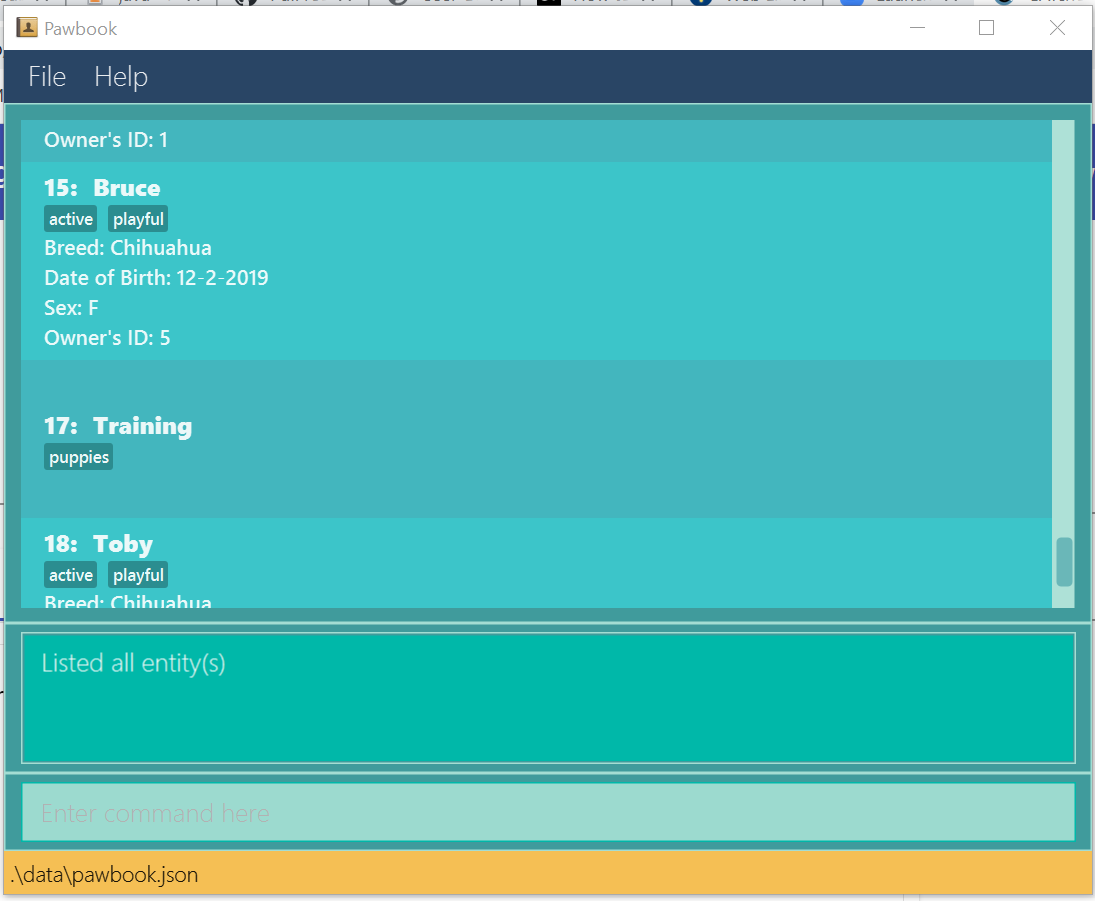 Pawbook
File Help
Owner's ID: 1
15: Bruce
active playful
Breed: Chihuahua
Date of Birth: 12-2-2019
Sex: F
Owner's ID: 5
17: Training
puppies
18: Toby
active playful
Breed: Chihuahua
Listed all entity(s)
Enter command here
.\data\pawbook.json